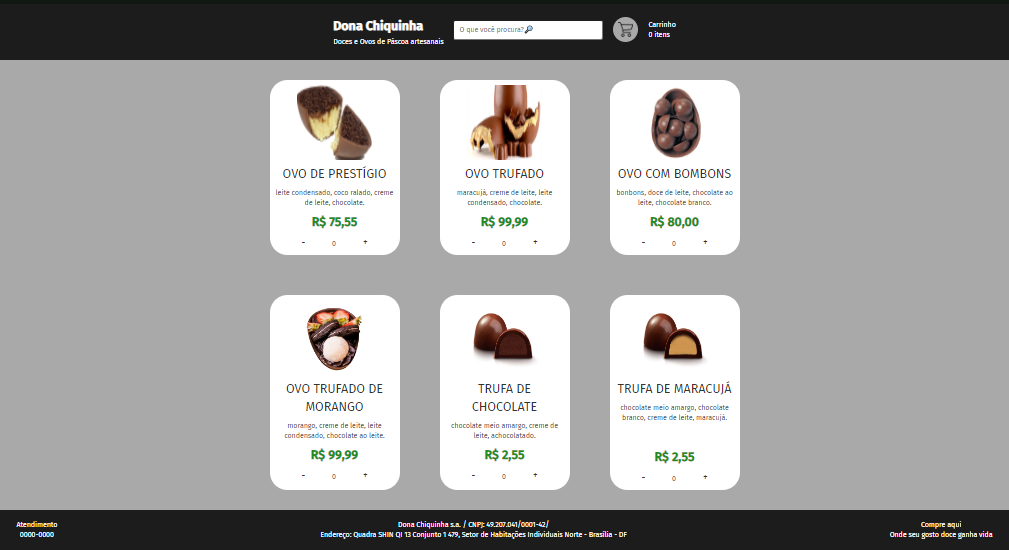 Dona Chiquinha
Doces e Ovos de Páscoa artesanais
O que você procura?
Carrinho
0 itens
OVO DE PRESTÍGIO
leite condensado, coco ralado, creme
de leite, chocolate.
R$ 75,55
- 0 +
OVO TRUFADO
maracujá, creme de leite, leite
condensado, chocolate.
R$ 99,99
- 0 +
OVO COM BOMBONS
bonbons, doce de leite, chocolate ao
leite, chocolate branco.
R$ 80,00
- 0 +
OVO TRUFADO DE
MORANGO
morango, creme de leite, leite
condensado, chocolate ao leite.
R$ 99,99
- 0 +
TRUFA DE
CHOCOLATE
chocolate meio amargo, creme de
leite, achocolatado.
R$ 2,55
- 0 +
TRUFA DE MARACUJÁ
chocolate meio amargo, chocolate
branco, creme de leite, maracujá.
R$ 2,55
- 0 +
Atendimento
0000-0000
Dona Chiquinha s.a. / CNPJ: 49.207.041/0001-42/
Endereço: Quadra SHIN QI 13 Conjunto 1 479, Setor de Habitações Individuais Norte - Brasília - DF
Compre aqui
Onde seu gosto doce ganha vida